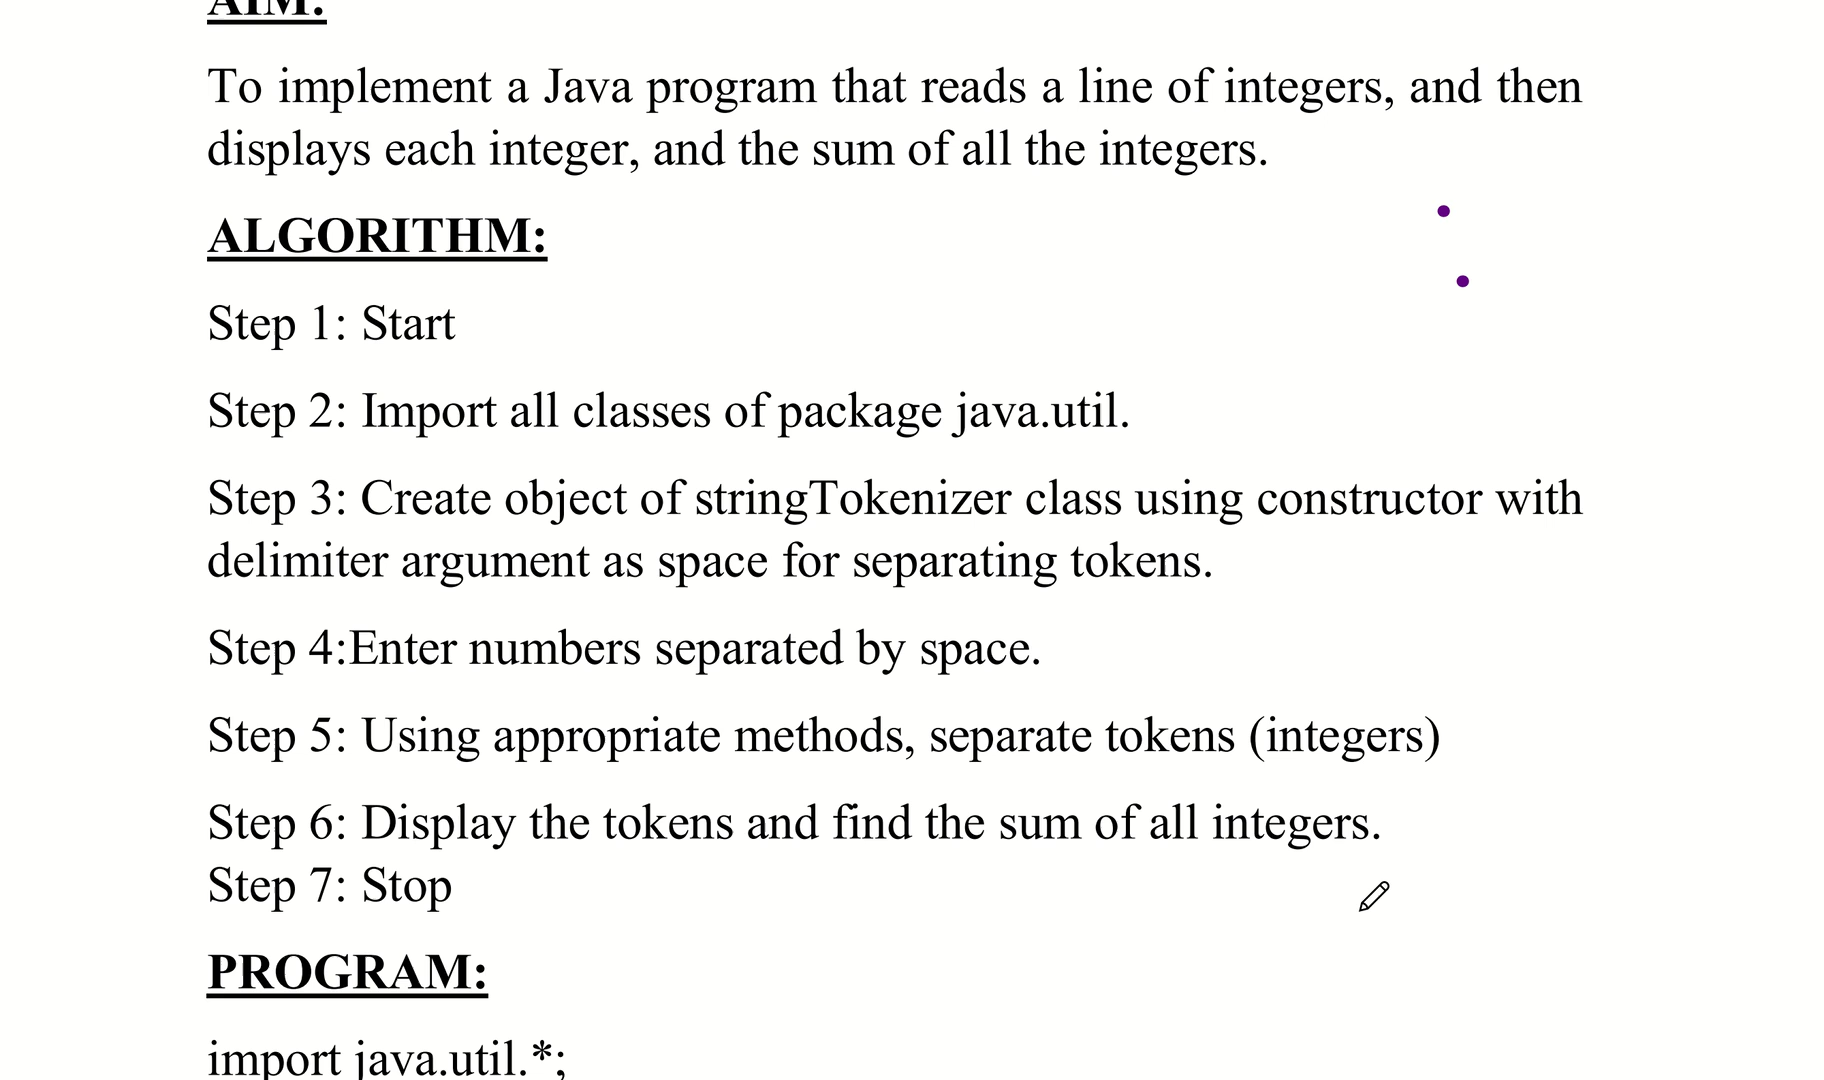 AIM:
To implement a Java program that reads a line of integers, and then
displays each integer, and the sum of all the integers.
ALGORITHM:
Step 1: Start
Step 2: Import all classes of package java.util.
Step 3: Create object of stringTokenizer class using constructor with
delimiter argument as space for separating tokens.
Step 4:Enter numbers separated by space.
Step 5: Using appropriate methods, separate tokens (integers)
Step 6: Display the tokens and find the sum of all integers.
Step 7: Stop
PROGRAM:
import java.util.*;